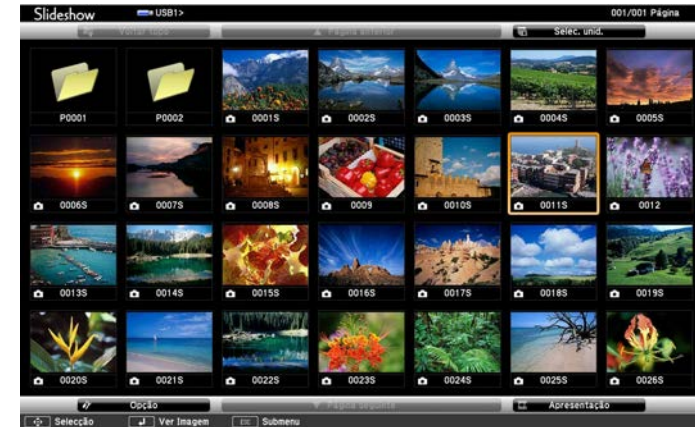 Slideshow USB1> 001/001 Página
Voltar topo Página anterior Selec. unid.
P0001 P0002 0001S 0002S 0003S 0004S 0005S
0006S 0007S 0008S 0009 0010S 0011S 0012
0013S 0014S 0015S 0016S 0017S 0018S 0019S
0020S 0021S 0022S 0023S 0024S 0025S 0026S
Opção Página seguinte Apresentação
Selecção Ver Imagem Esc Submenu